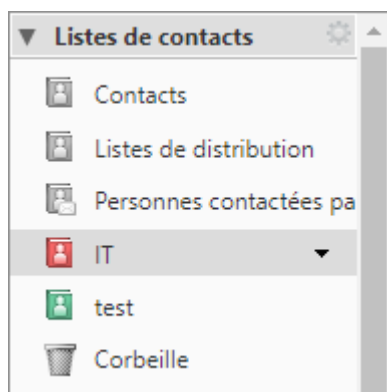 Listes de contacts
Contacts
Listes de distribution
Personnes contactées pa
IT
test
Corbeille